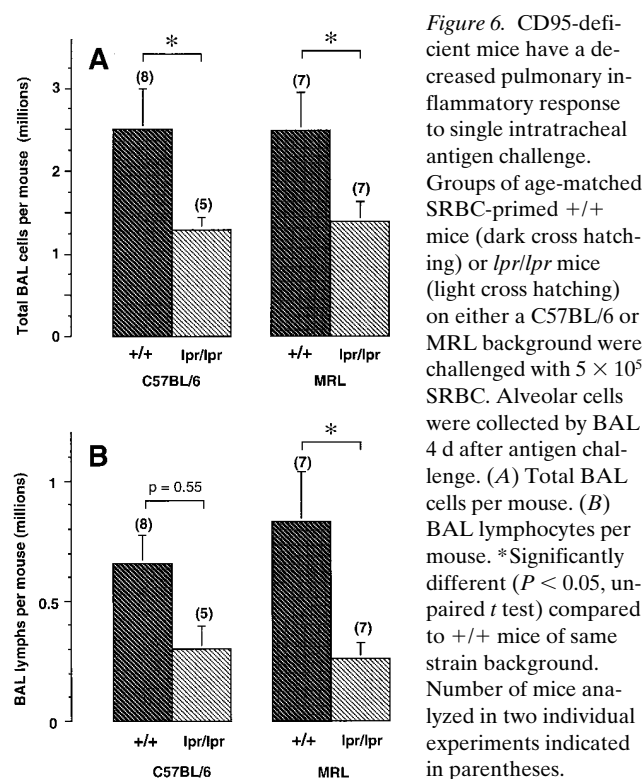 A
Total BAL cells per mouse (millions)
3
2
1
0
*
*
(8)
(5)
(7)
(7)
+/+
lpr/lpr
+/+
lpr/lpr
C57BL/6
MRL
B
BAL lymphs per mouse (millions)
1
0.5
0
p = 0.55
*
(8)
(5)
(7)
(7)
+/+
lpr/lpr
+/+
lpr/lpr
C57BL/6
MRL
Figure 6. CD95-defi-
cient mice have a de-
creased pulmonary in-
flammatory response
to single intratracheal
antigen challenge.
Groups of age-matched
SRBC-primed +/+
mice (dark cross hatch-
ing) or lpr/lpr mice
(light cross hatching)
on either a C57BL/6 or
MRL background were
challenged with 5 × 10⁵
SRBC. Alveolar cells
were collected by BAL
4 d after antigen chal-
lenge. (A) Total BAL
cells per mouse. (B)
BAL lymphocytes per
mouse. *Significantly
different (P < 0.05, un-
paired t test) compared
to +/+ mice of same
strain background.
Number of mice ana-
lyzed in two individual
experiments indicated
in parentheses.